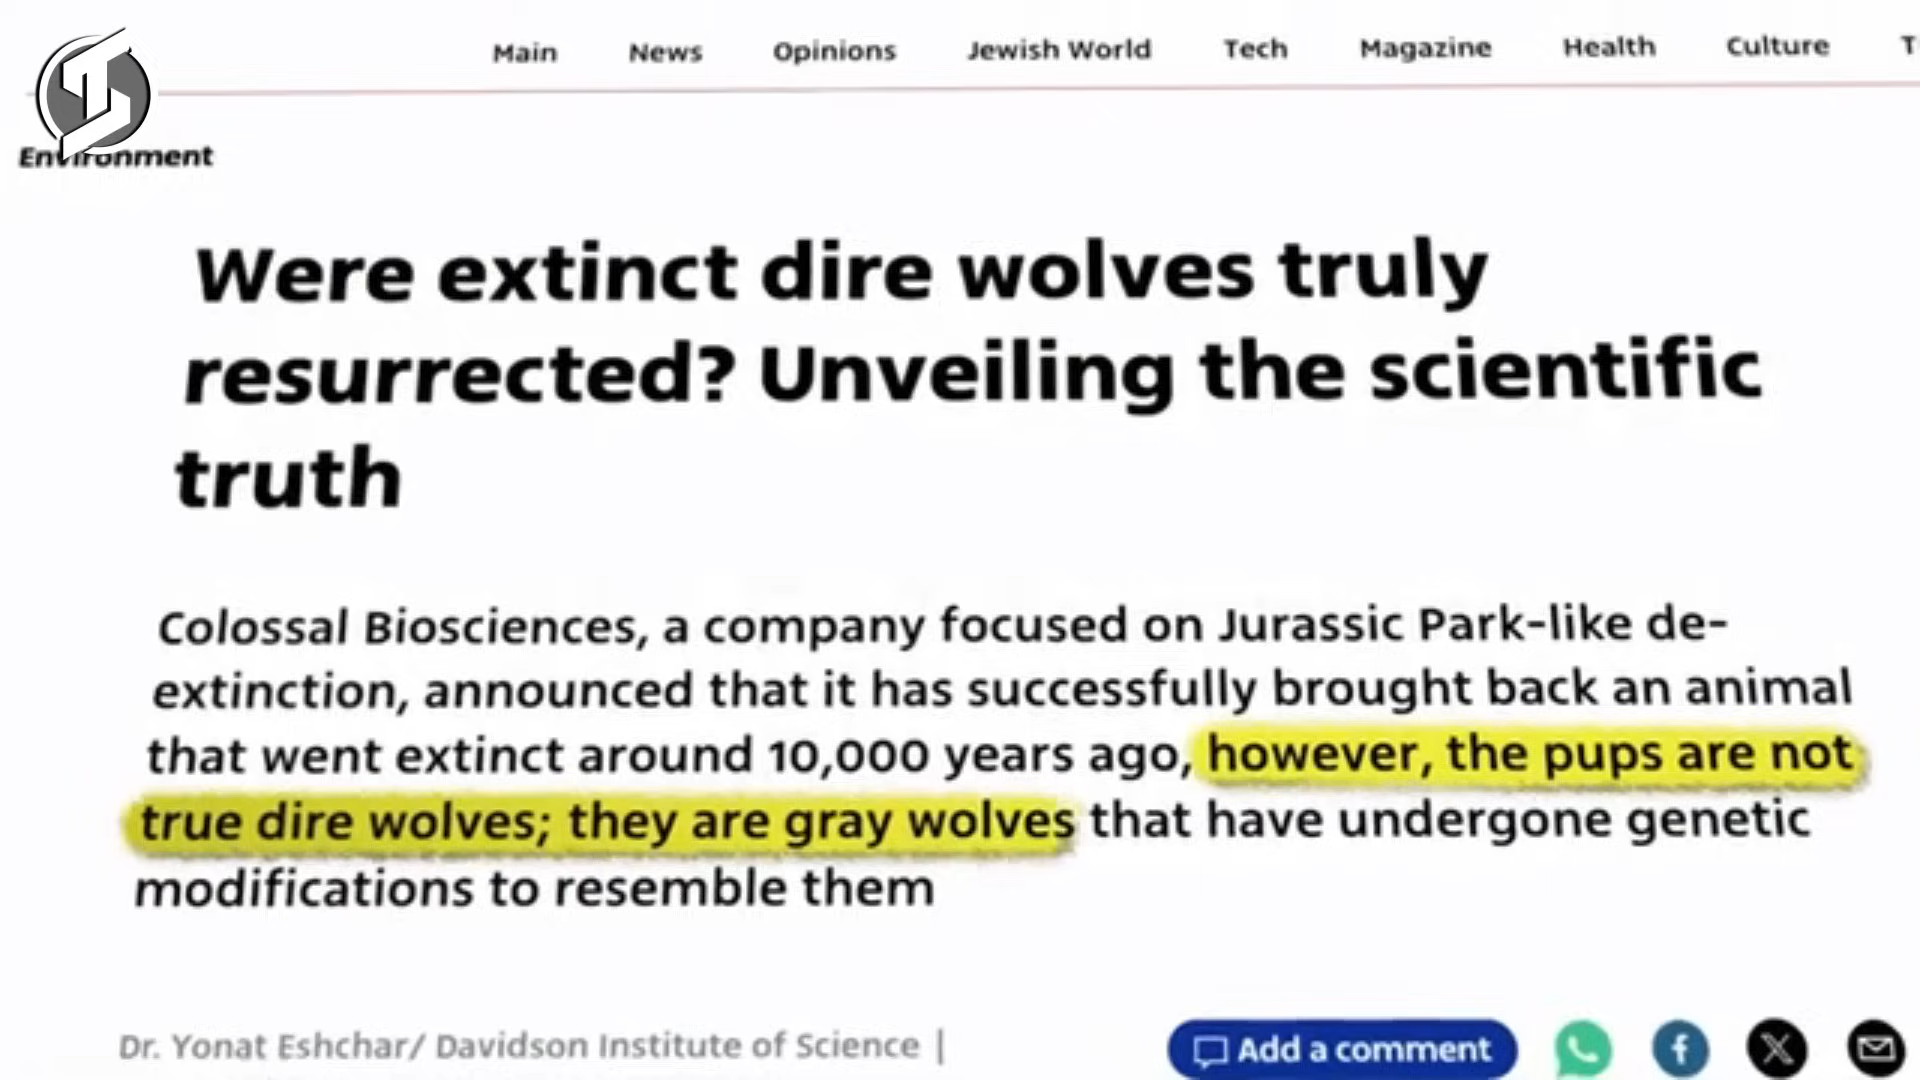 Main News Opinions Jewish World Tech Magazine Health Culture
Environment
Were extinct dire wolves truly
resurrected? Unveiling the scientific
truth
Colossal Biosciences, a company focused on Jurassic Park-like de-
extinction, announced that it has successfully brought back an animal
that went extinct around 10,000 years ago, however, the pups are not
true dire wolves; they are gray wolves that have undergone genetic
modifications to resemble them
Dr. Yonat Eshchar/ Davidson Institute of Science |
Add a comment